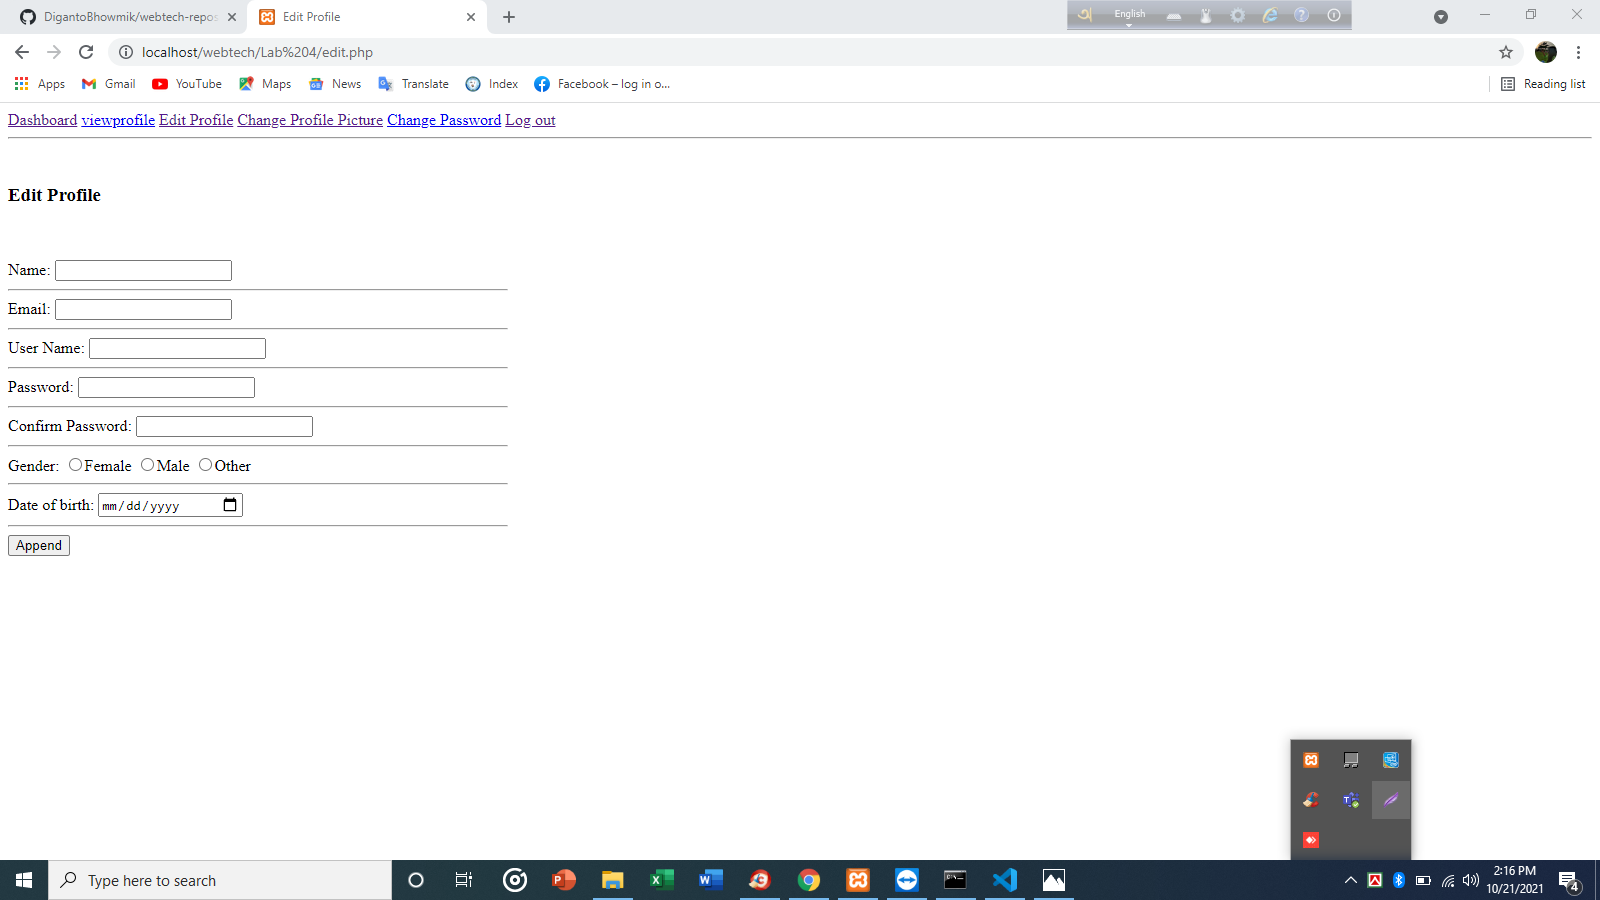 DigantoBhowmik/webtech-repos
Edit Profile
অ English
localhost/webtech/Lab%204/edit.php
Apps Gmail YouTube Maps News Translate Index Facebook – log in o... Reading list
Dashboard viewprofile Edit Profile Change Profile Picture Change Password Log out
Edit Profile
Name:
Email:
User Name:
Password:
Confirm Password:
Gender: Female Male Other
Date of birth: mm/dd/yyyy
Append
Type here to search
2:16 PM
10/21/2021
4